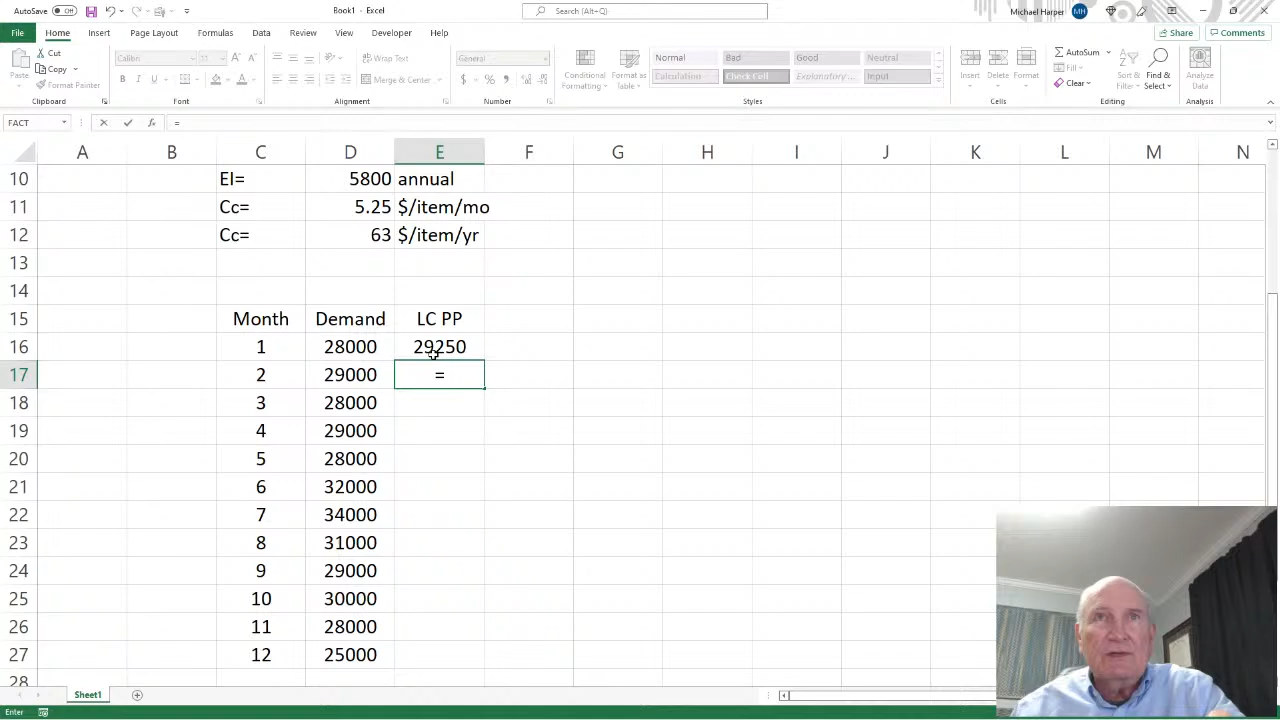 AutoSave Off Book1 - Excel Search (Alt+Q) Michael Harper MH
File Home Insert Page Layout Formulas Data Review View Developer Help Share Comments
Paste Cut Copy Format Painter Clipboard
Calibri 11 B I U Font
Wrap Text Merge & Center Alignment
General $ % Number
Conditional Formatting Format as Table
Normal Bad Good Neutral
Calculation Check Cell Explanatory ... Input
Styles
Insert Delete Format Cells
AutoSum Fill Clear Sort & Filter Find & Select Editing
Analyze Data Analysis
FACT fx =
A B C D E F G H I J K L M N
10 EI= 5800 annual
11 Cc= 5.25 $/item/mo
12 Cc= 63 $/item/yr
13
14
15 Month Demand LC PP
16 1 28000 29250
17 2 29000 =
18 3 28000
19 4 29000
20 5 28000
21 6 32000
22 7 34000
23 8 31000
24 9 29000
25 10 30000
26 11 28000
27 12 25000
28
Sheet1
Enter